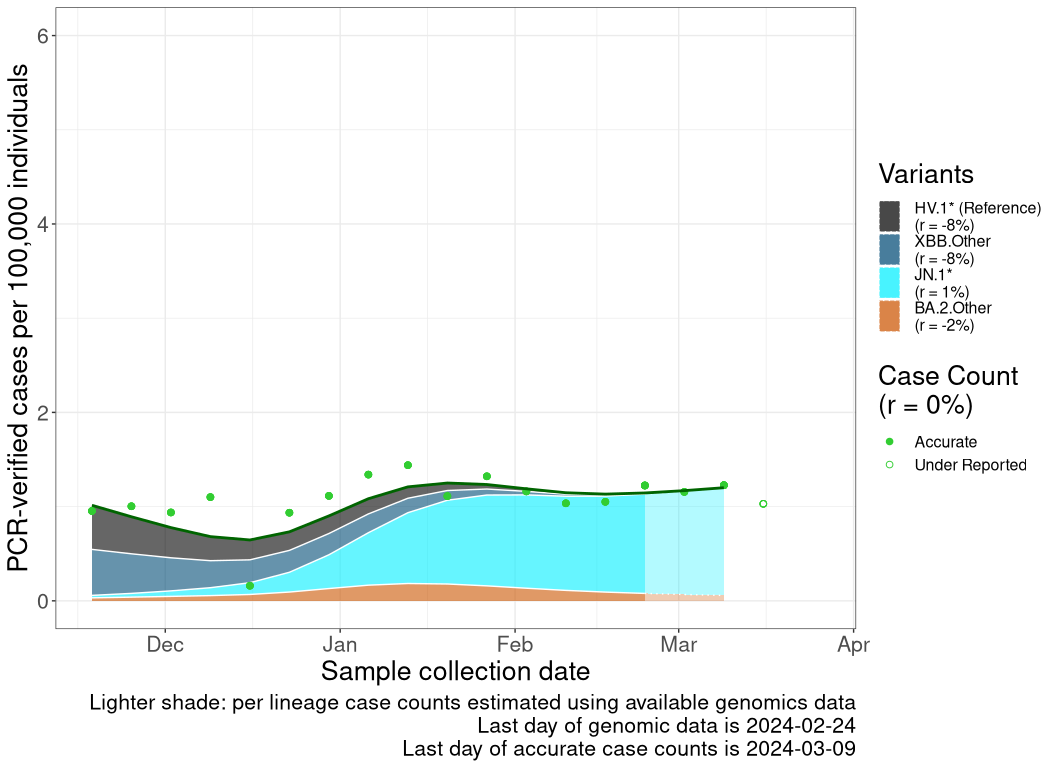 PCR-verified cases per 100,000 individuals
6
4
2
0
Dec
Jan
Feb
Mar
Apr
Sample collection date
Lighter shade: per lineage case counts estimated using available genomics data
Last day of genomic data is 2024-02-24
Last day of accurate case counts is 2024-03-09
Variants
HV.1* (Reference)
(r = -8%)
XBB.Other
(r = -8%)
JN.1*
(r = 1%)
BA.2.Other
(r = -2%)
Case Count
(r = 0%)
Accurate
Under Reported